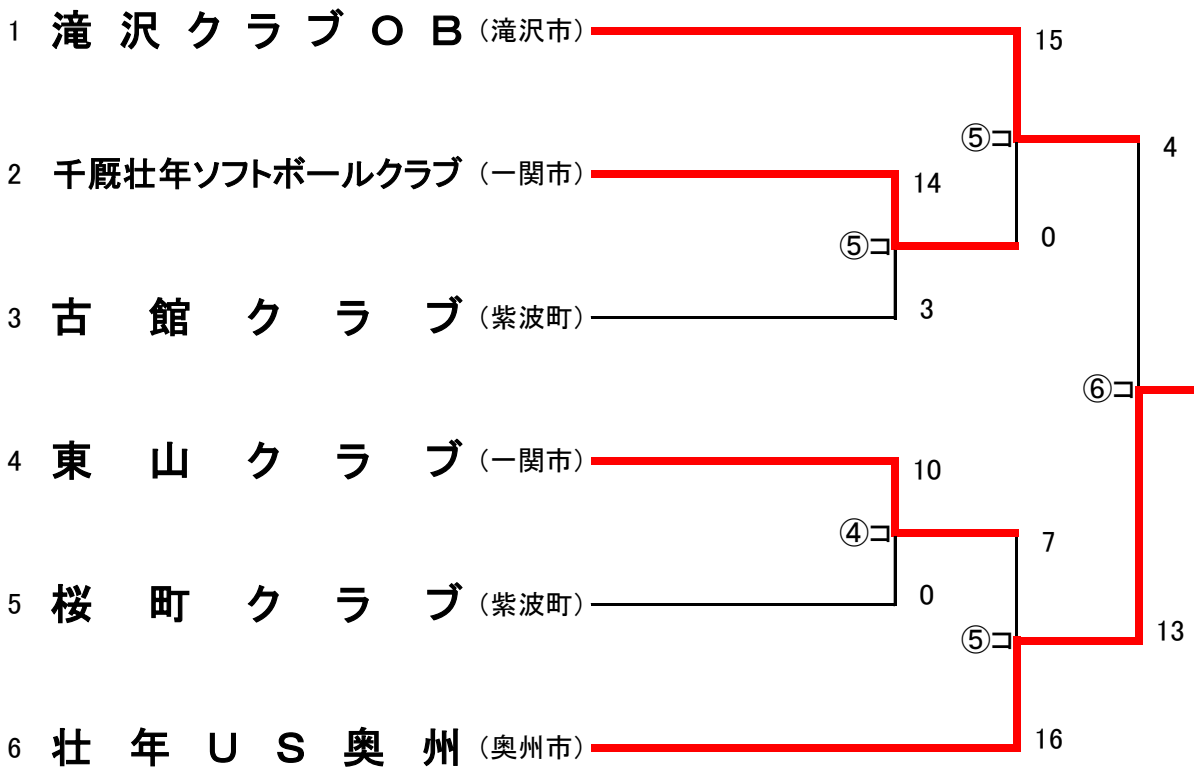 1 滝沢クラブＯＢ (滝沢市)
15
⑤コ
4
2 千厩壮年ソフトボールクラブ (一関市)
14
⑤コ
0
3 古館クラブ (紫波町)
3
⑥コ
4 東山クラブ (一関市)
10
④コ
7
5 桜町クラブ (紫波町)
0
⑤コ
13
6 壮年ＵＳ奥州 (奥州市)
16